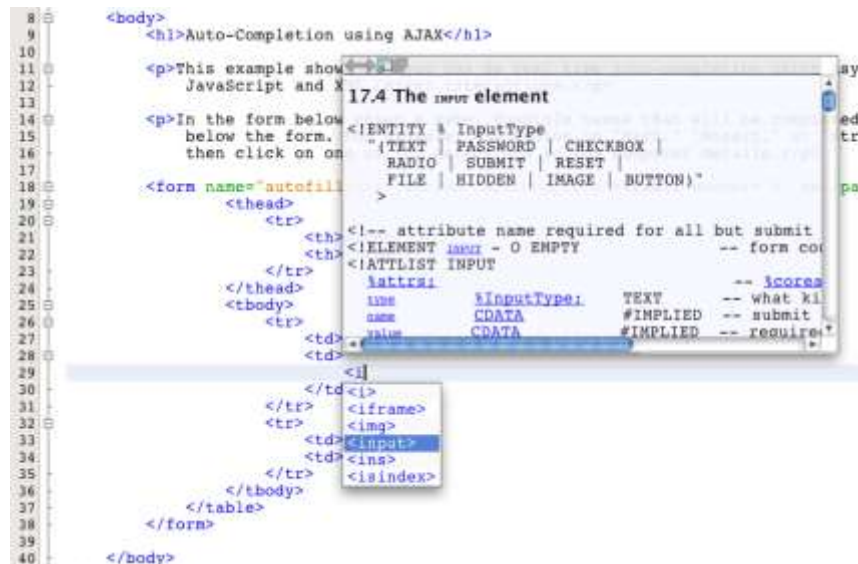 8 <body>
9 <h1>Auto-Completion using AJAX</h1>
10
11 <p>This example show
12 JavaScript and X
13
14 <p>In the form below
15 below the form.
16 then click on on
17
18 <form name="autofill
19 <thead>
20 <tr>
21 <th>
22 <th>
23 </tr>
24 </thead>
25 <tbody>
26 <tr>
27 <td>
28 <td>
29 <i
30 </td
31 </tr>
32 <tr>
33 <td>
34 <td>
35 </tr>
36 </tbody>
37 </table>
38 </form>
39
40 </body>
17.4 The INPUT element
<!ENTITY % InputType
"(TEXT | PASSWORD | CHECKBOX |
RADIO | SUBMIT | RESET |
FILE | HIDDEN | IMAGE | BUTTON)"
>
<!-- attribute name required for all but submit
<!ELEMENT INPUT - O EMPTY -- form con
<!ATTLIST INPUT
%attrs; -- %coreat
type %InputType; TEXT -- what ki
name CDATA #IMPLIED -- submit
value CDATA #IMPLIED -- require
<i>
<iframe>
<img>
<input>
<ins>
<isindex>